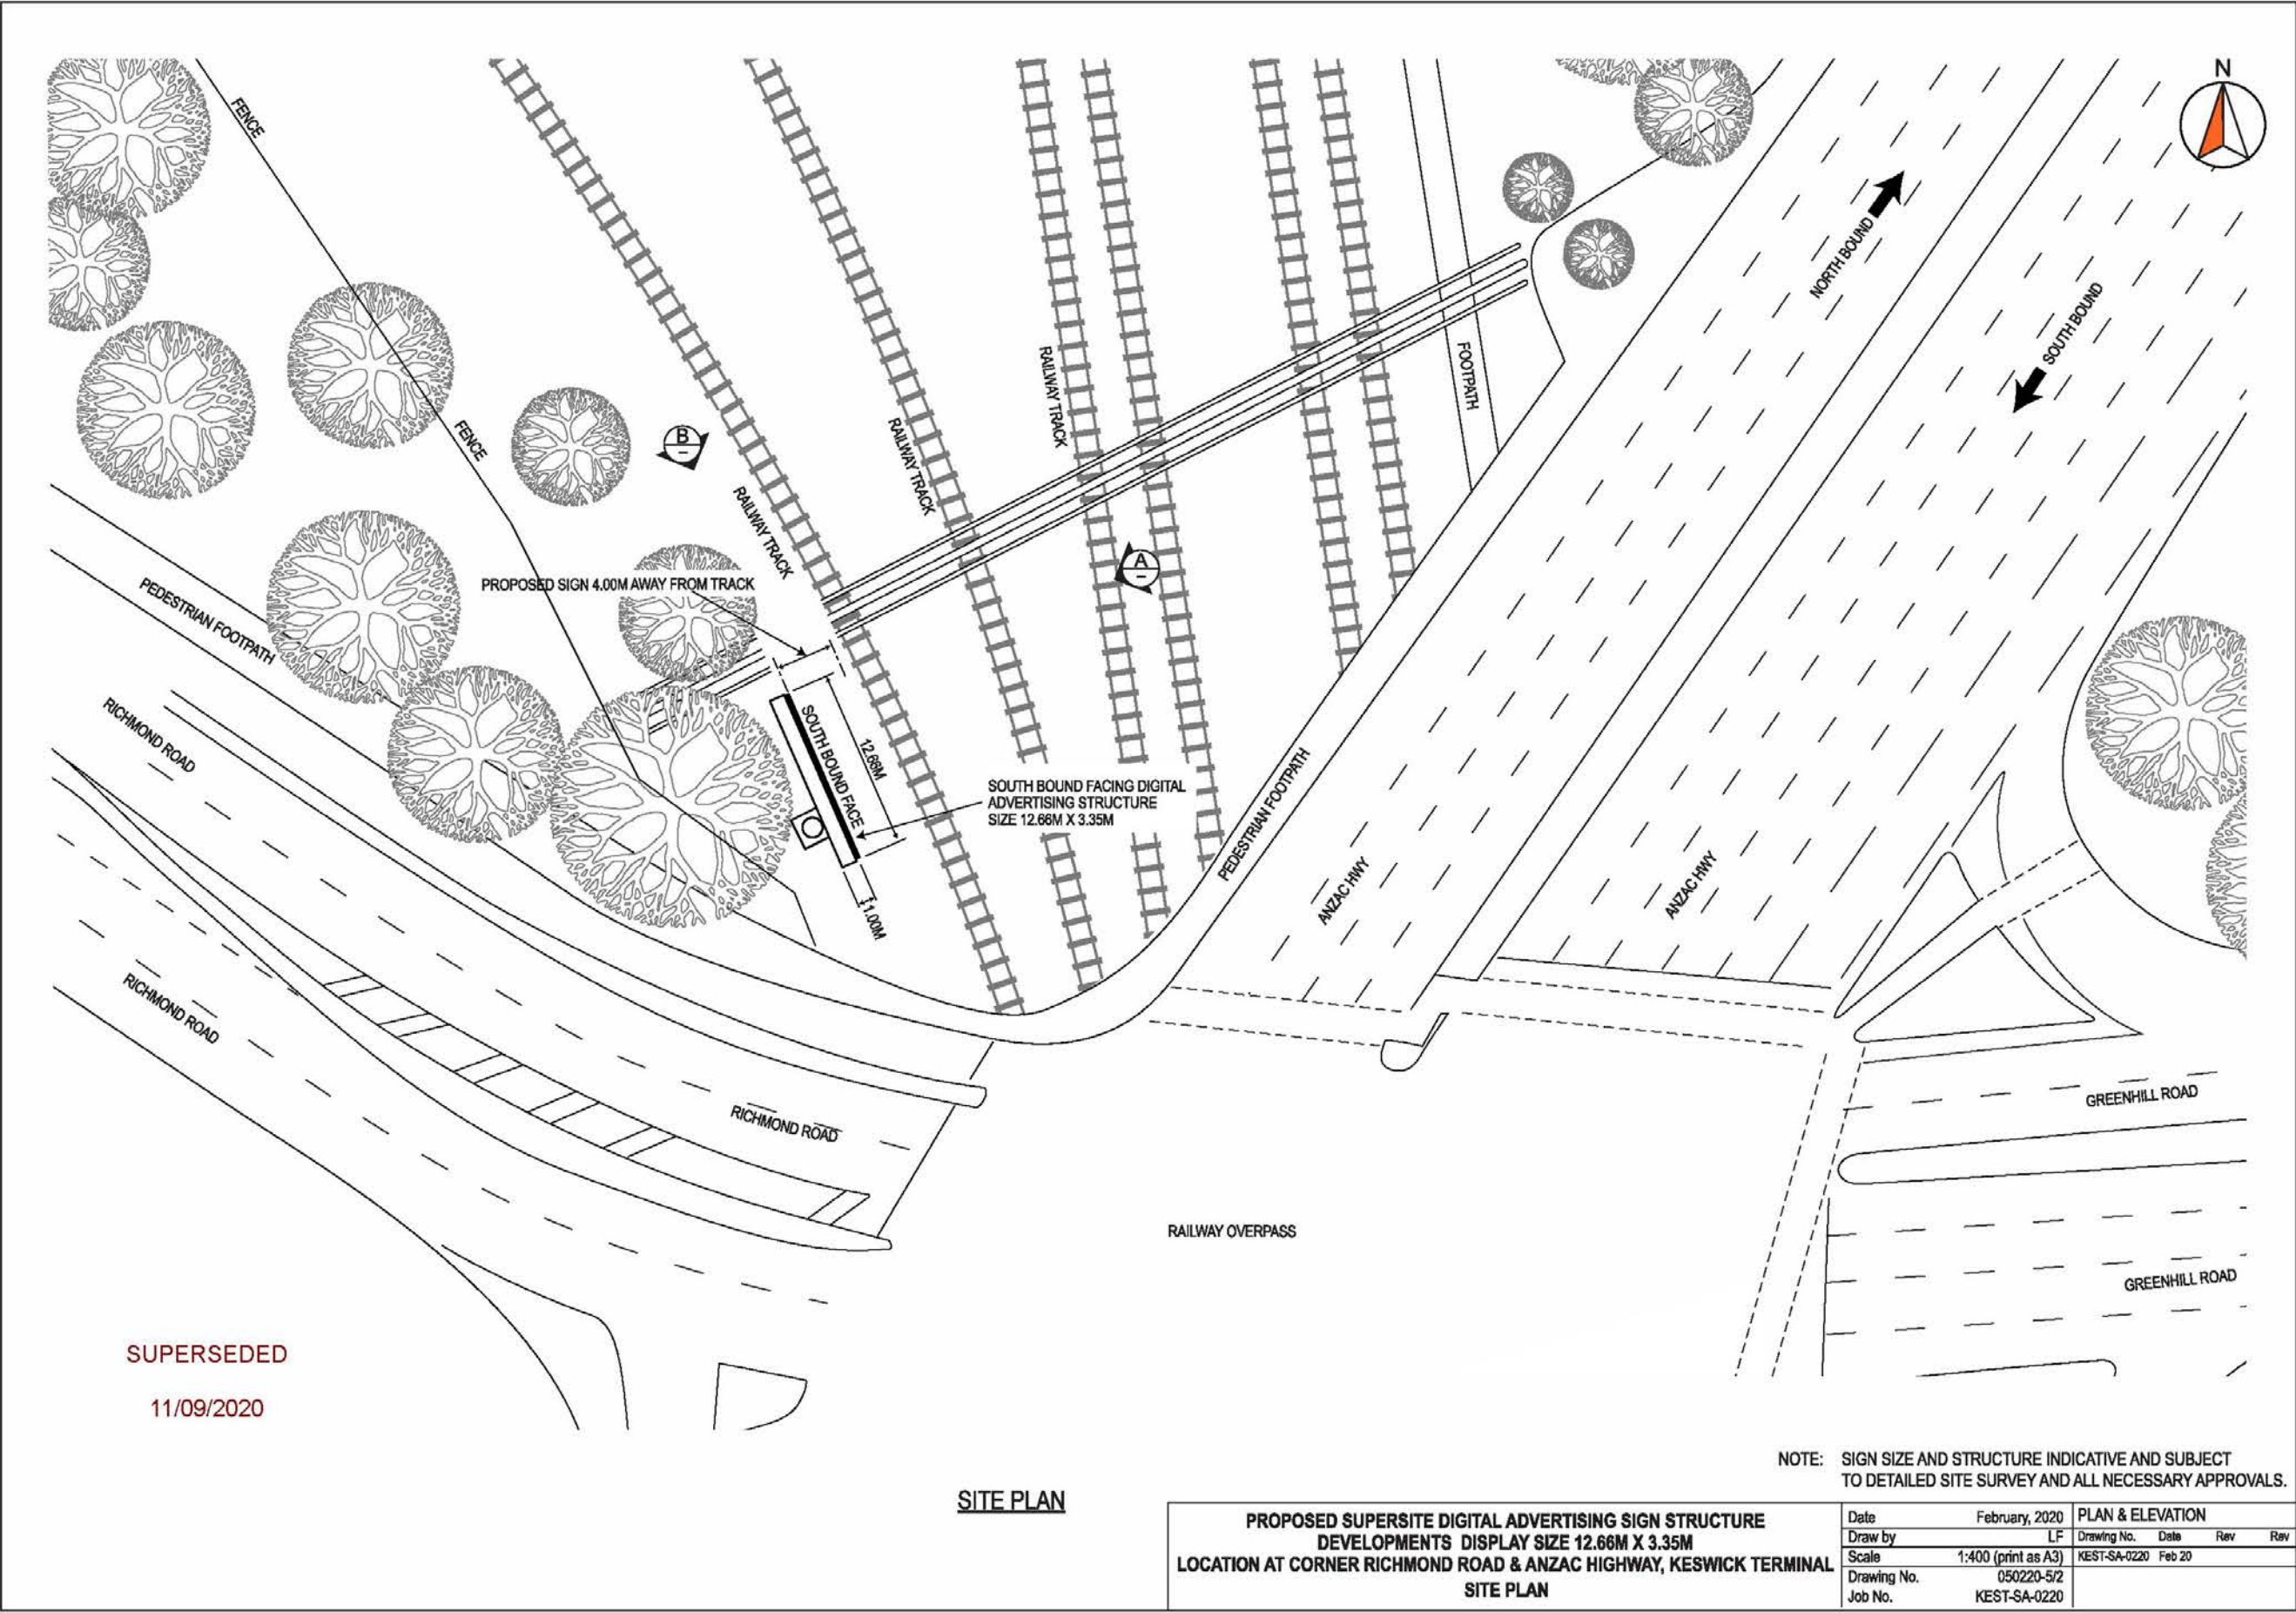 N
FENCE
NORTH BOUND
SOUTH BOUND
RAILWAY TRACK
FOOTPATH
FENCE
B
-
RAILWAY TRACK
RAILWAY TRACK
A
-
PROPOSED SIGN 4.00M AWAY FROM TRACK
PEDESTRIAN FOOTPATH
RICHMOND ROAD
SOUTH BOUND FACE
12.66M
SOUTH BOUND FACING DIGITAL
ADVERTISING STRUCTURE
SIZE 12.66M X 3.35M
PEDESTRIAN FOOTPATH
ANZAC HWY
ANZAC HWY
1.00M
RICHMOND ROAD
RICHMOND ROAD
GREENHILL ROAD
RAILWAY OVERPASS
GREENHILL ROAD
SUPERSEDED
11/09/2020
NOTE: SIGN SIZE AND STRUCTURE INDICATIVE AND SUBJECT
TO DETAILED SITE SURVEY AND ALL NECESSARY APPROVALS.
SITE PLAN
PROPOSED SUPERSITE DIGITAL ADVERTISING SIGN STRUCTURE
DEVELOPMENTS DISPLAY SIZE 12.66M X 3.35M
LOCATION AT CORNER RICHMOND ROAD & ANZAC HIGHWAY, KESWICK TERMINAL
SITE PLAN
Date February, 2020 PLAN & ELEVATION
Draw by LF Drawing No. Date Rev Rev
Scale 1:400 (print as A3) KEST-SA-0220 Feb 20
Drawing No. 050220-5/2
Job No. KEST-SA-0220